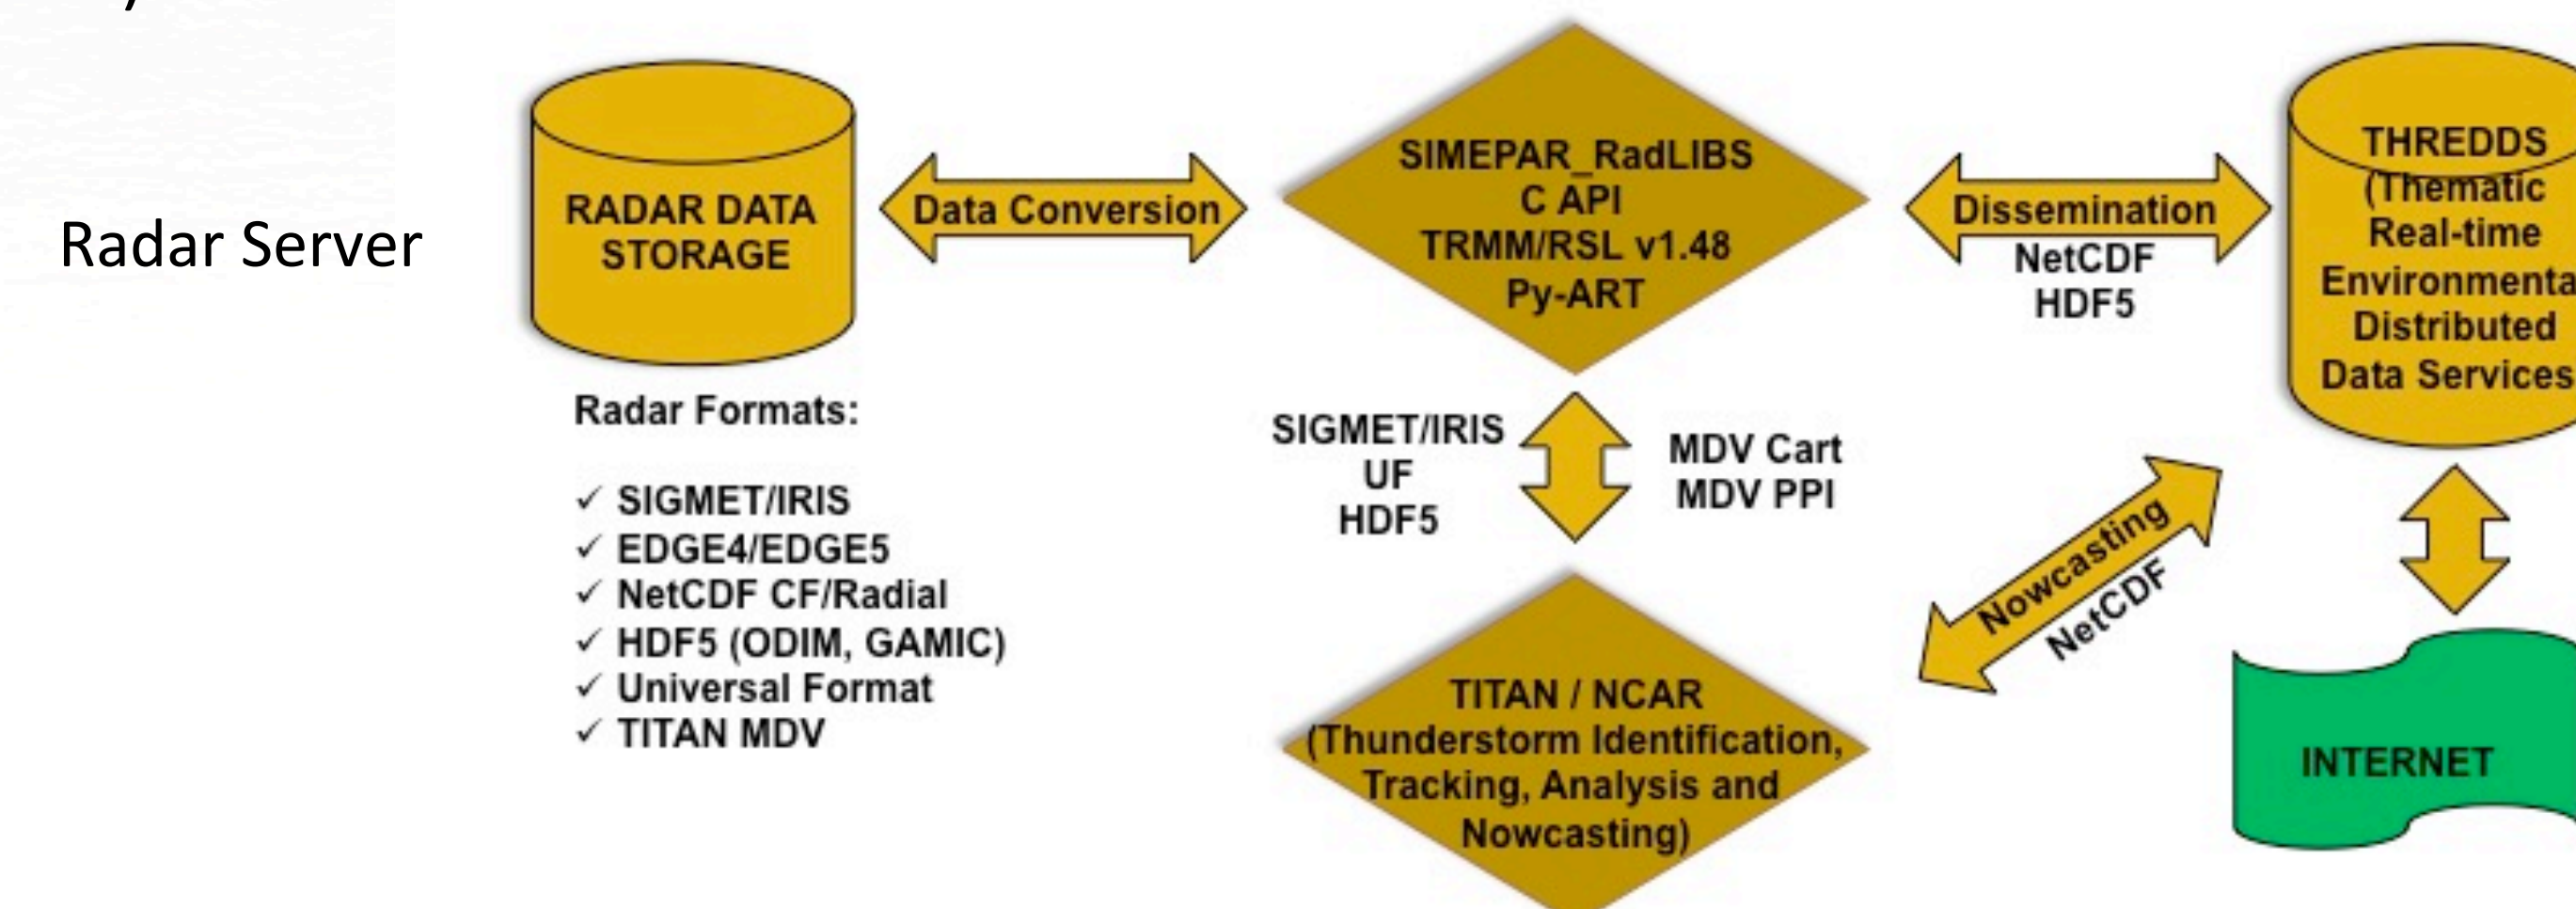 Radar Server
RADAR DATA
STORAGE
Data Conversion
SIMEPAR_RadLIBS
C API
TRMM/RSL v1.48
Py-ART
Dissemination
NetCDF
HDF5
THREDDS
(Thematic
Real-time
Environmenta
Distributed
Data Services
Radar Formats:
✓ SIGMET/IRIS
✓ EDGE4/EDGE5
✓ NetCDF CF/Radial
✓ HDF5 (ODIM, GAMIC)
✓ Universal Format
✓ TITAN MDV
SIGMET/IRIS
UF
HDF5
MDV Cart
MDV PPI
Nowcasting
NetCDF
TITAN / NCAR
(Thunderstorm Identification,
Tracking, Analysis and
Nowcasting)
INTERNET